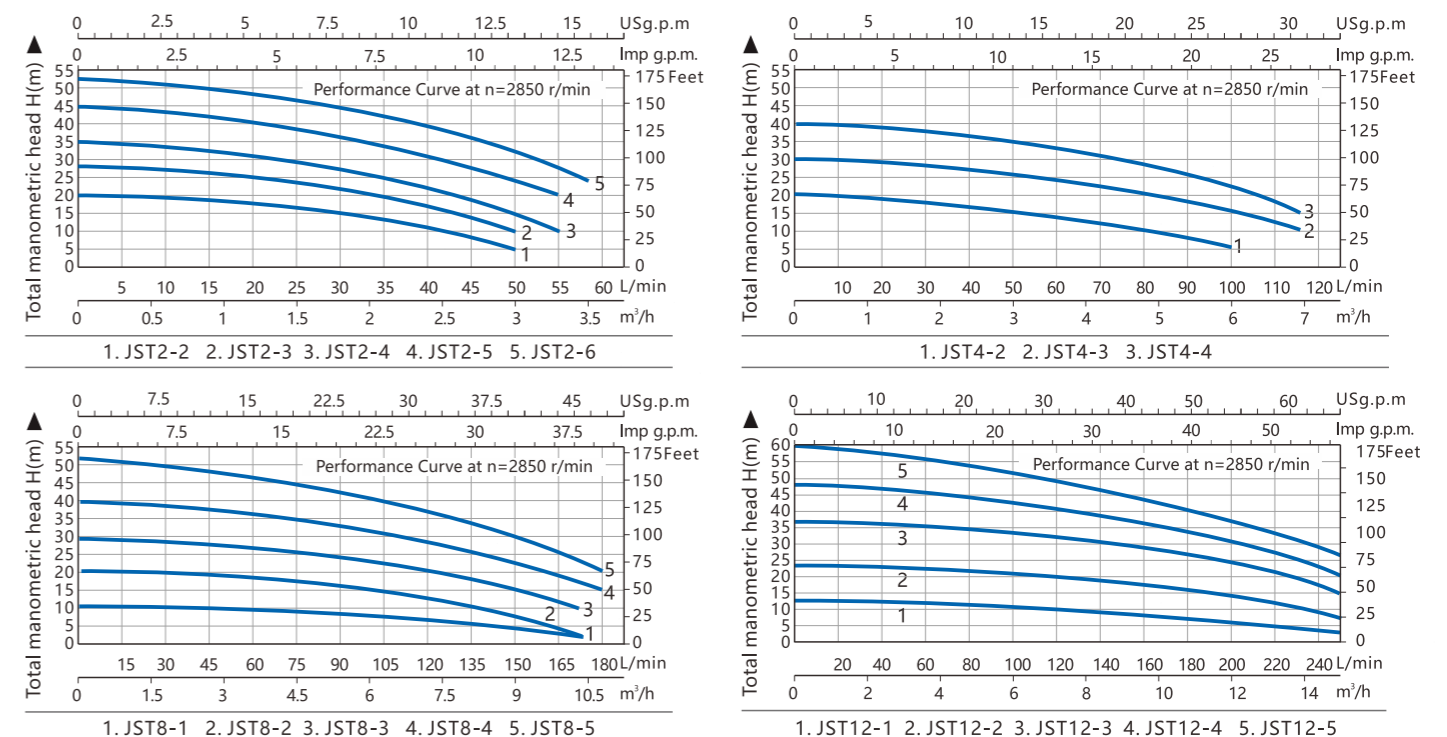 0 2.5 5 7.5 10 12.5 15 USg.p.m
0 2.5 5 7.5 10 12.5 Imp g.p.m.
Total manometric head H(m)
Performance Curve at n=2850 r/min
55
50
45
40
35
30
25
20
15
10
5
0
175 Feet
150
125
100
75
50
25
0
5
4
3
2
1
5 10 15 20 25 30 35 40 45 50 55 60 L/min
0 0.5 1 1.5 2 2.5 3 3.5 m³/h
1. JST2-2 2. JST2-3 3. JST2-4 4. JST2-5 5. JST2-6
0 5 10 15 20 25 30 USg.p.m
0 5 10 15 20 25 Imp g.p.m.
Total manometric head H(m)
Performance Curve at n=2850 r/min
55
50
45
40
35
30
25
20
15
10
5
0
175Feet
150
125
100
75
50
25
0
3
2
1
10 20 30 40 50 60 70 80 90 100 110 120 L/min
0 1 2 3 4 5 6 7 m³/h
1. JST4-2 2. JST4-3 3. JST4-4
0 7.5 15 22.5 30 37.5 45 USg.p.m
0 7.5 15 22.5 30 37.5 Imp g.p.m.
Total manometric head H(m)
Performance Curve at n=2850 r/min
55
50
45
40
35
30
25
20
15
10
5
0
175Feet
150
125
100
75
50
25
0
5
4
3
2
1
15 30 45 60 75 90 105 120 135 150 165 180 L/min
0 1.5 3 4.5 6 7.5 9 10.5 m³/h
1. JST8-1 2. JST8-2 3. JST8-3 4. JST8-4 5. JST8-5
0 10 20 30 40 50 60 USg.p.m
0 10 20 30 40 50 Imp g.p.m.
Total manometric head H(m)
Performance Curve at n=2850 r/min
60
55
50
45
40
35
30
25
20
15
10
5
0
175Feet
150
125
100
75
50
25
0
5
4
3
2
1
20 40 60 80 100 120 140 160 180 200 220 240 L/min
0 2 4 6 8 10 12 14 m³/h
1. JST12-1 2. JST12-2 3. JST12-3 4. JST12-4 5. JST12-5